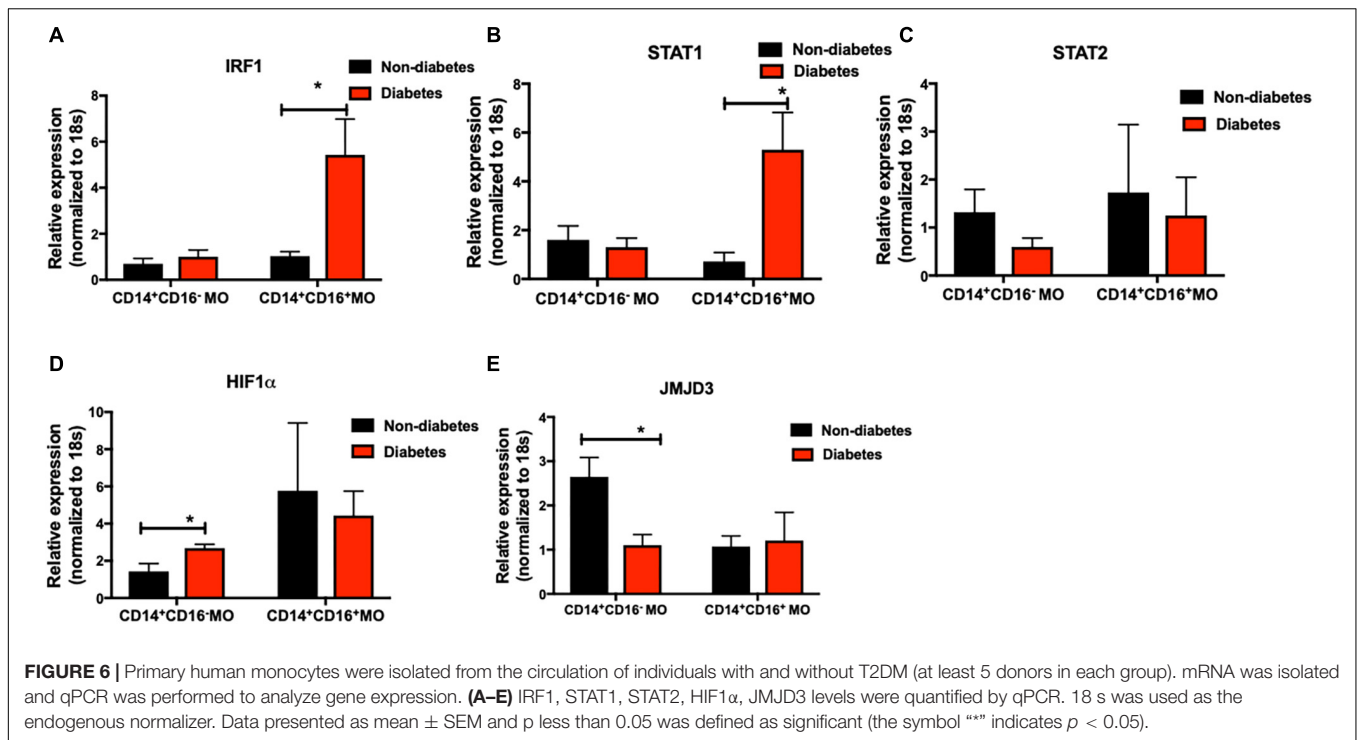 A
IRF1
Non-diabetes
Diabetes
*
Relative expression
(normalized to 18s)
8
6
4
2
0
CD14⁺CD16⁻ MO
CD14⁺CD16⁺MO
B
STAT1
Non-diabetes
Diabetes
*
Relative expression
(normalized to 18s)
8
6
4
2
0
CD14⁺CD16⁻ MO
CD14⁺CD16⁺MO
C
STAT2
Non-diabetes
Diabetes
Relative expression
(normalized to 18s)
4
3
2
1
0
CD14⁺CD16⁻ MO
CD14⁺CD16⁺MO
D
HIF1α
Non-diabetes
Diabetes
*
Relative expression
(normalized to 18s)
10
8
6
4
2
0
CD14⁺CD16⁻MO
CD14⁺CD16⁺MO
E
JMJD3
Non-diabetes
Diabetes
*
Relative expression
(normalized to 18s)
4
3
2
1
0
CD14⁺CD16⁻ MO
CD14⁺CD16⁺ MO
FIGURE 6 | Primary human monocytes were isolated from the circulation of individuals with and without T2DM (at least 5 donors in each group). mRNA was isolated
and qPCR was performed to analyze gene expression. (A–E) IRF1, STAT1, STAT2, HIF1α, JMJD3 levels were quantified by qPCR. 18 s was used as the
endogenous normalizer. Data presented as mean ± SEM and p less than 0.05 was defined as significant (the symbol “*” indicates p < 0.05).